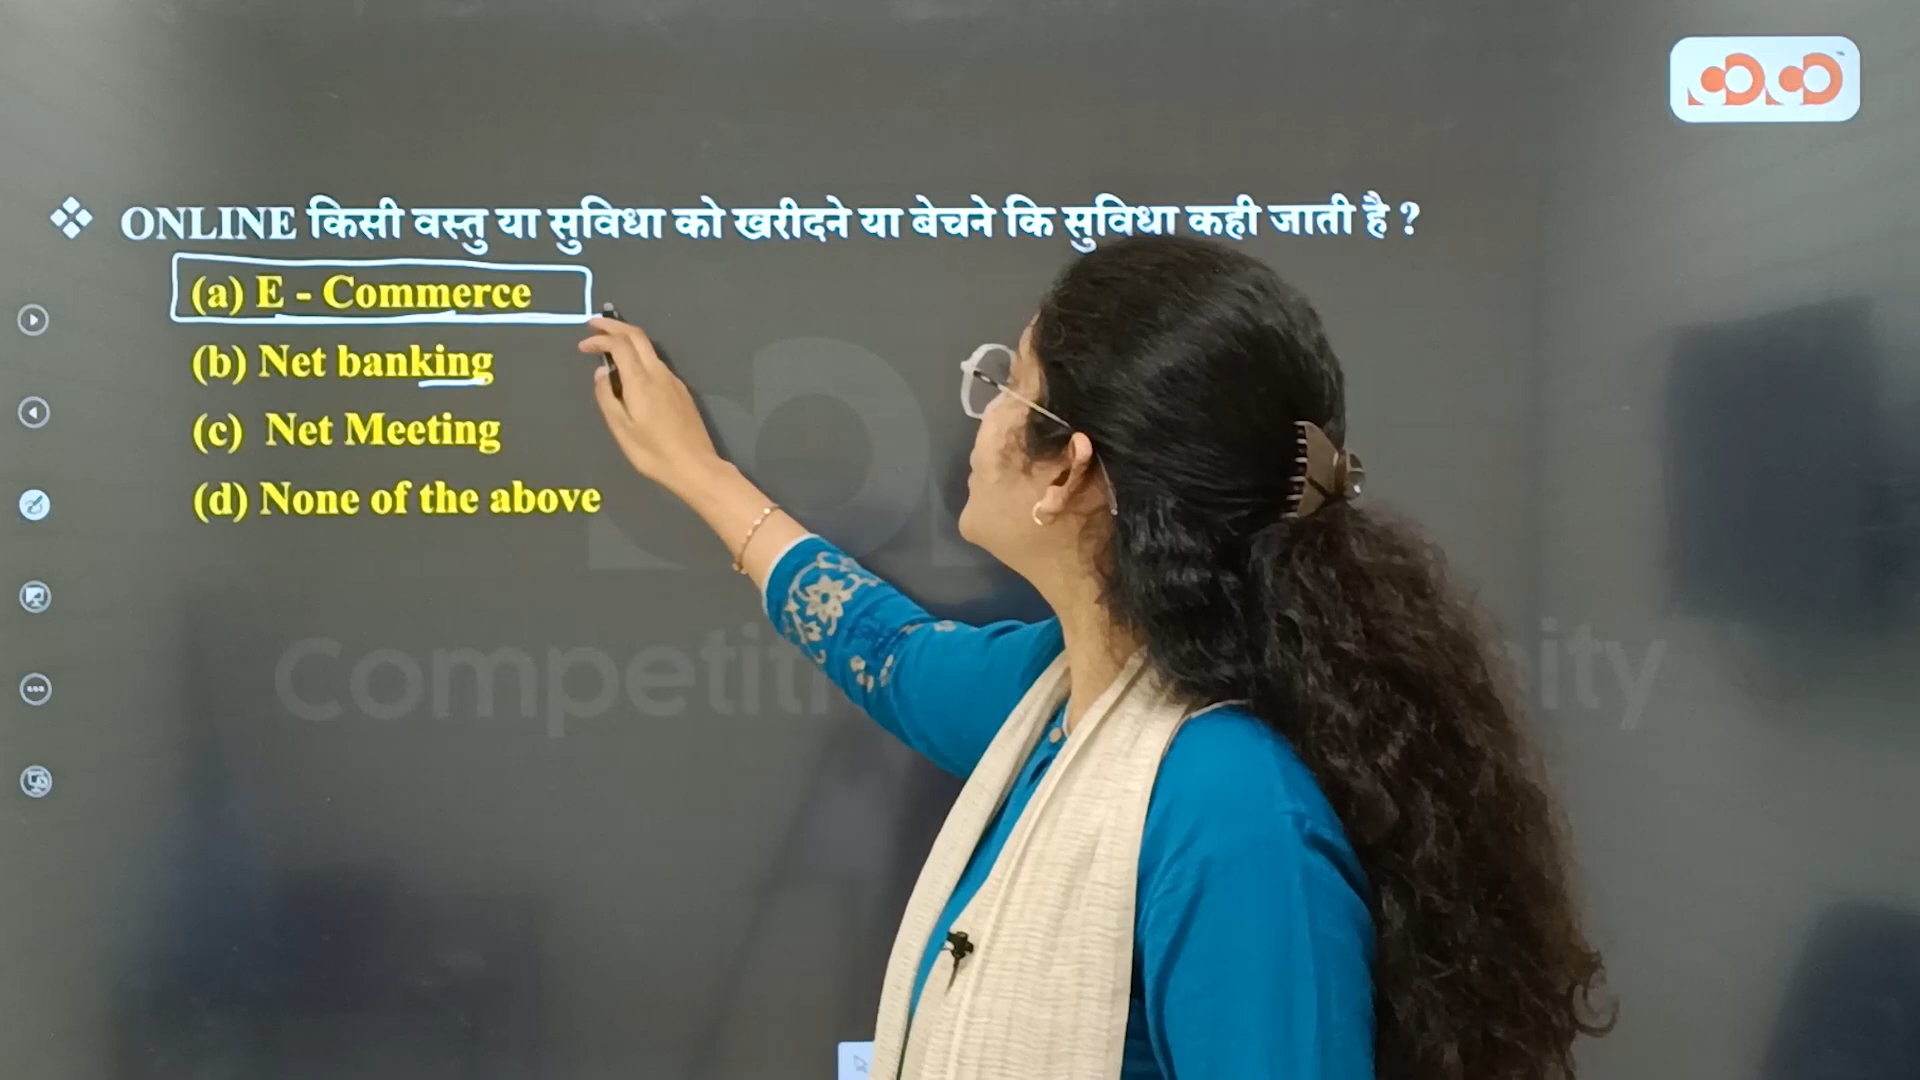 ❖ ONLINE किसी वस्तु या सुविधा को खरीदने या बेचने कि सुविधा कही जाती है ?
(a) E - Commerce
(b) Net banking
(c) Net Meeting
(d) None of the above